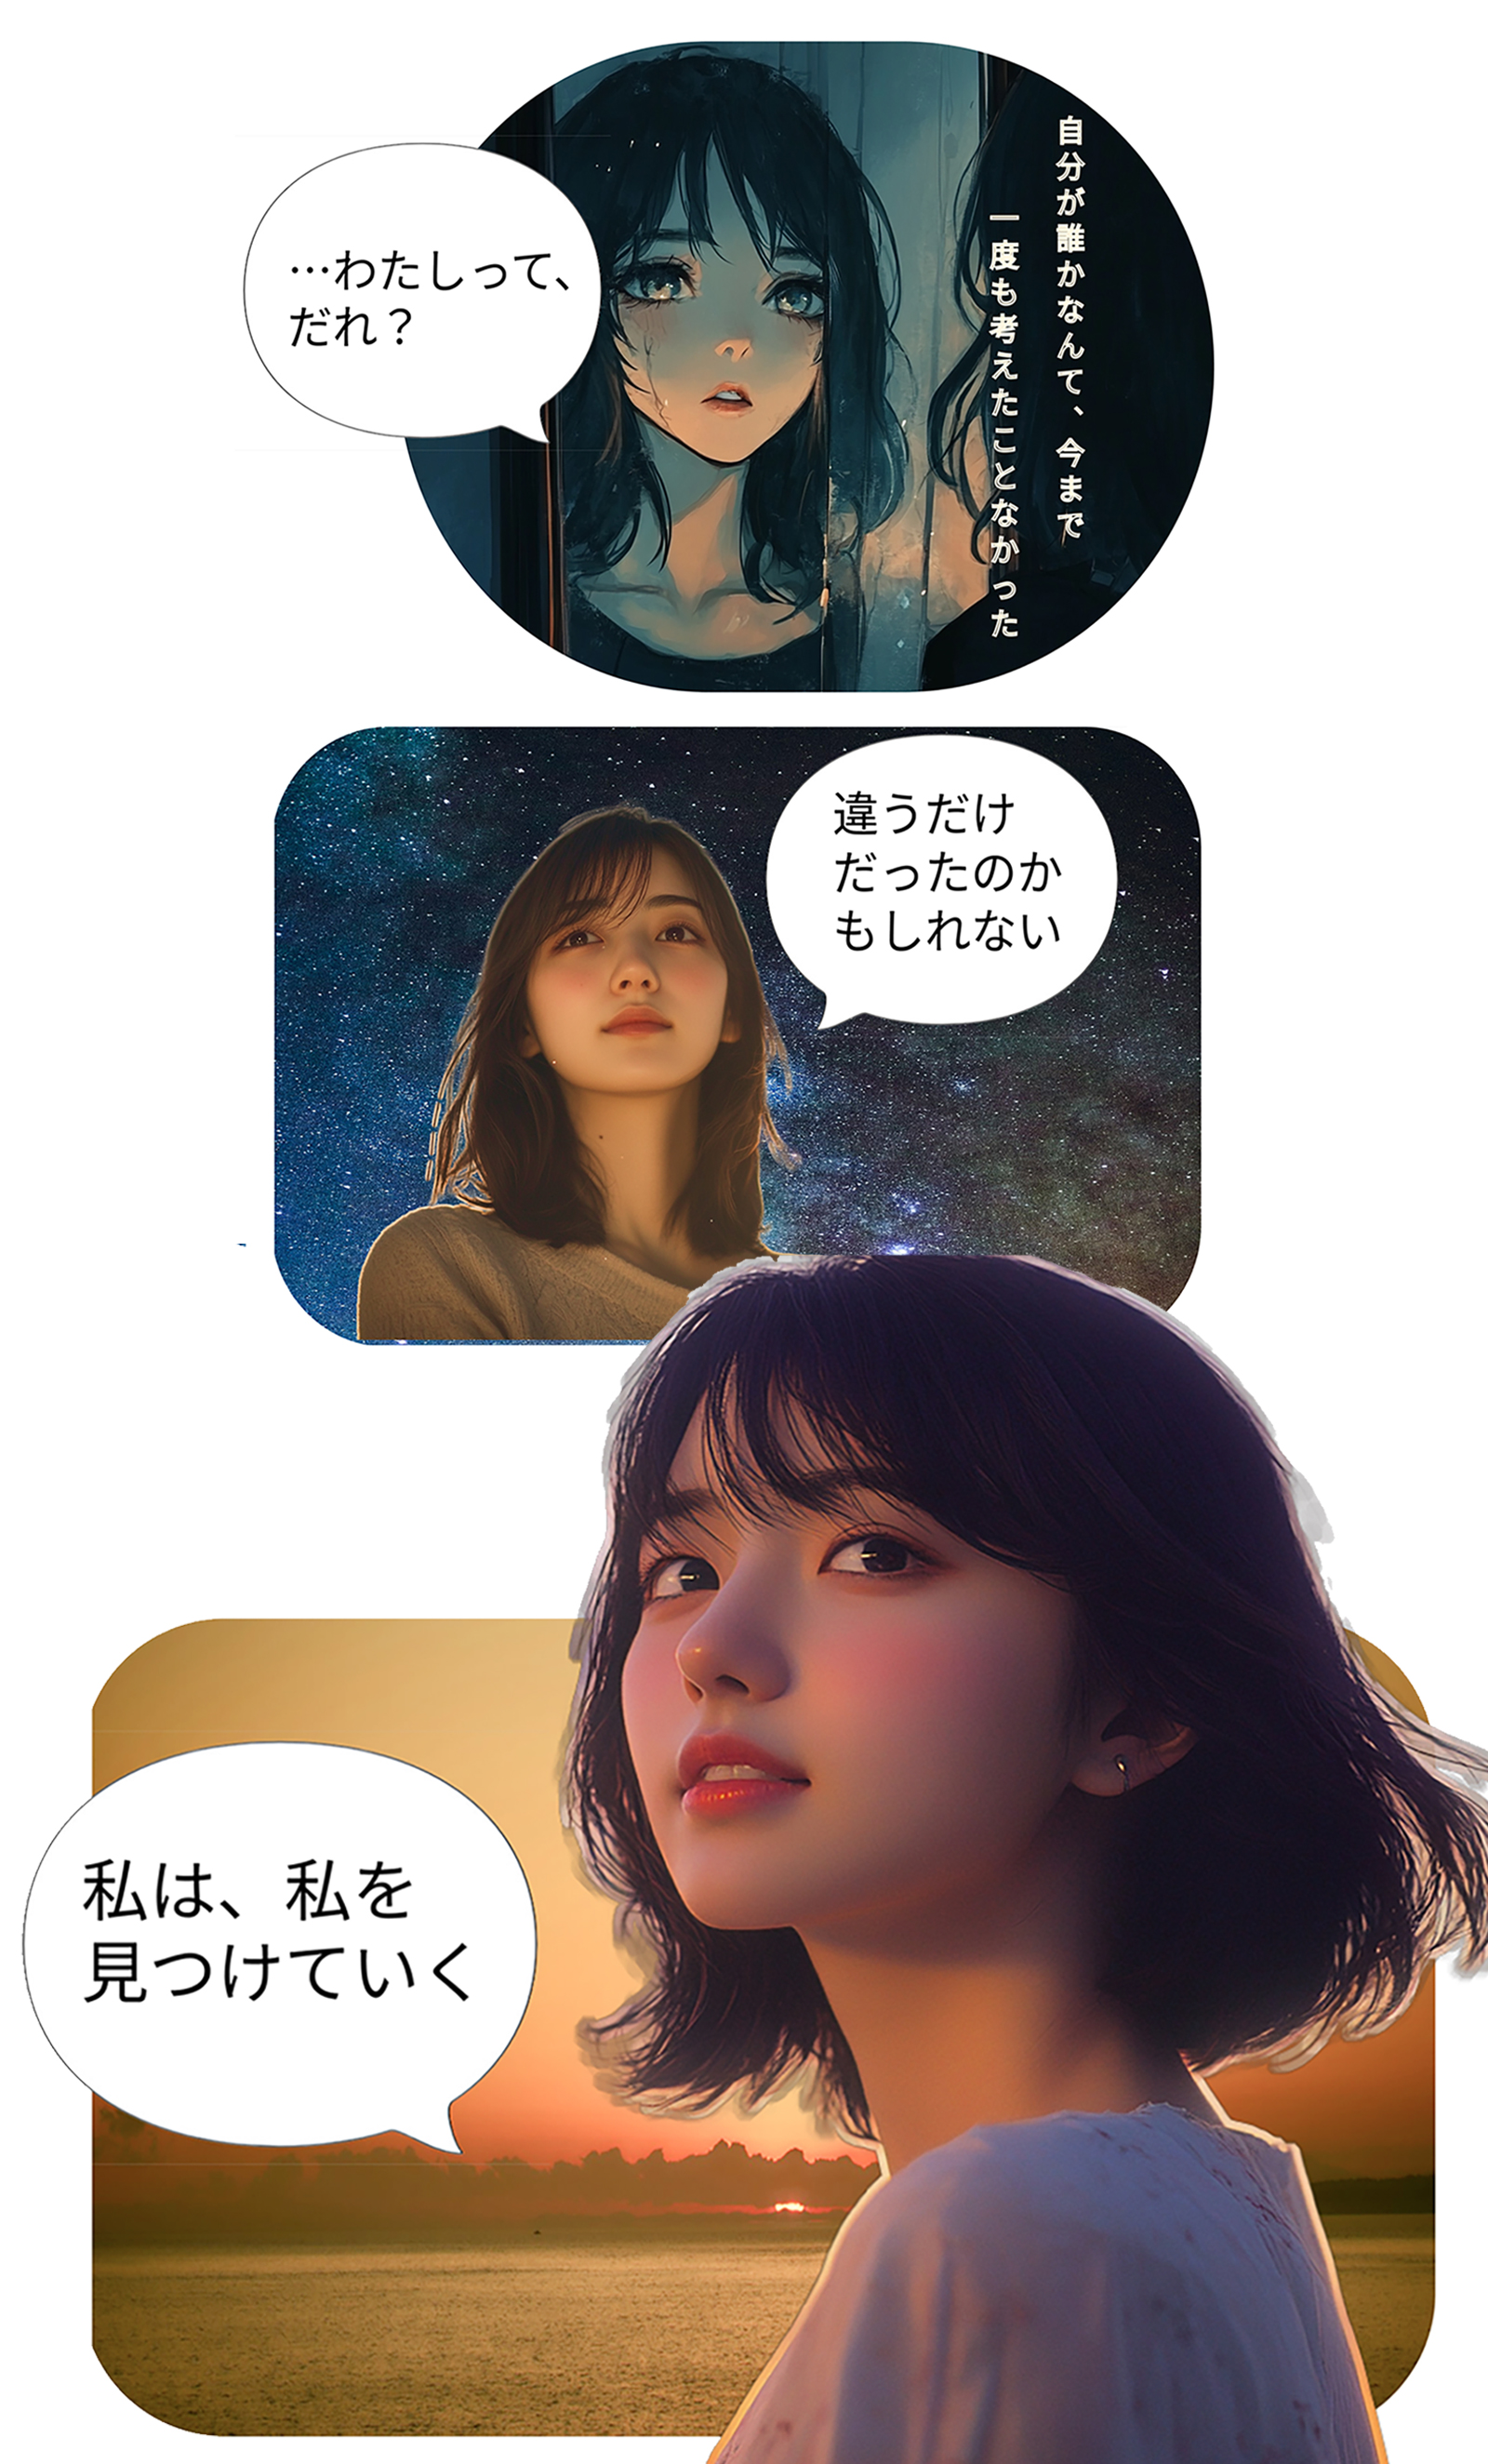 …わたしって、
だれ？
自分が誰かなんて、今まで
一度も考えたことなかった
違うだけ
だったのか
もしれない
私は、私を
見つけていく